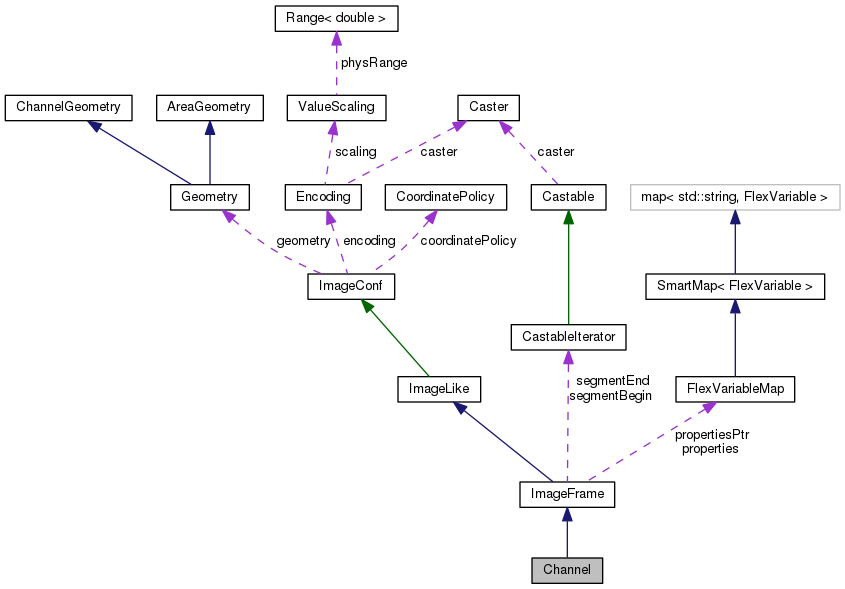 Range< double >
physRange
ChannelGeometry
AreaGeometry
ValueScaling
Caster
scaling
caster
caster
Geometry
Encoding
CoordinatePolicy
Castable
map< std::string, FlexVariable >
geometry
encoding
coordinatePolicy
ImageConf
SmartMap< FlexVariable >
CastableIterator
segmentEnd
segmentBegin
ImageLike
FlexVariableMap
propertiesPtr
properties
ImageFrame
Channel